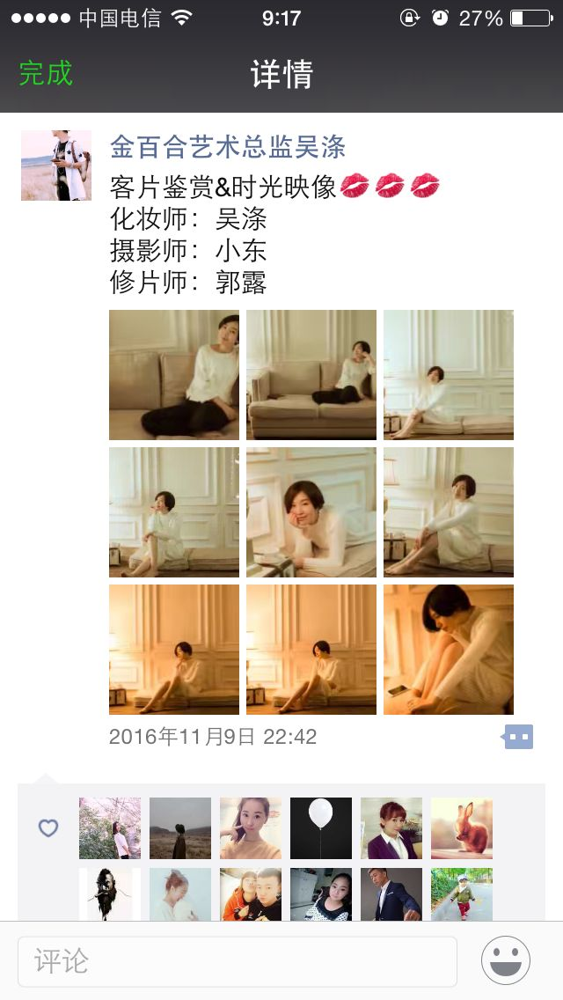 中国电信
9:17
27%
完成
详情
金百合艺术总监吴涤
客片鉴赏&时光映像💋💋💋
化妆师：吴涤
摄影师：小东
修片师：郭露
2016年11月9日 22:42
评论